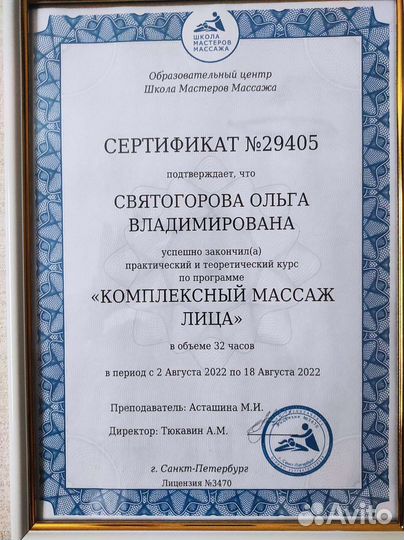 ШКОЛА
МАСТЕРОВ
МАССАЖА
Образовательный центр
Школа Мастеров Массажа
СЕРТИФИКАТ №29405
подтверждает, что
СВЯТОГОРОВА ОЛЬГА
ВЛАДИМИРОВАНА
успешно закончил(а)
практический и теоретический курс
по программе
«КОМПЛЕКСНЫЙ МАССАЖ
ЛИЦА»
в объеме 32 часов
в период с 2 Августа 2022 по 18 Августа 2022
Преподаватель: Асташина М.И.
Директор: Тюкавин А.М.
Санкт-Петербург
г. Санкт-Петербург
Лицензия №3470
Avito